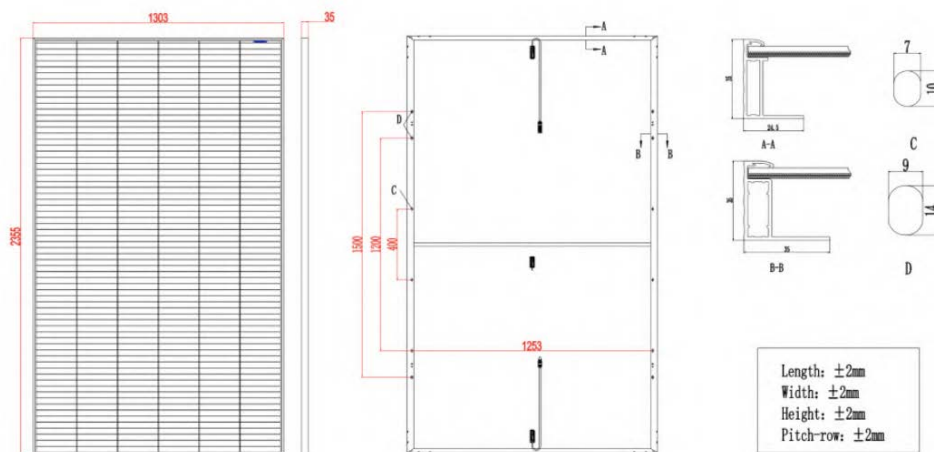 1303
35
2355
A
A
D
B
B
C
1500
1200
400
1253
24.5
A-A
35
B-B
7
10
C
9
14
D
Length: ±2mm
Width: ±2mm
Height: ±2mm
Pitch-row: ±2mm